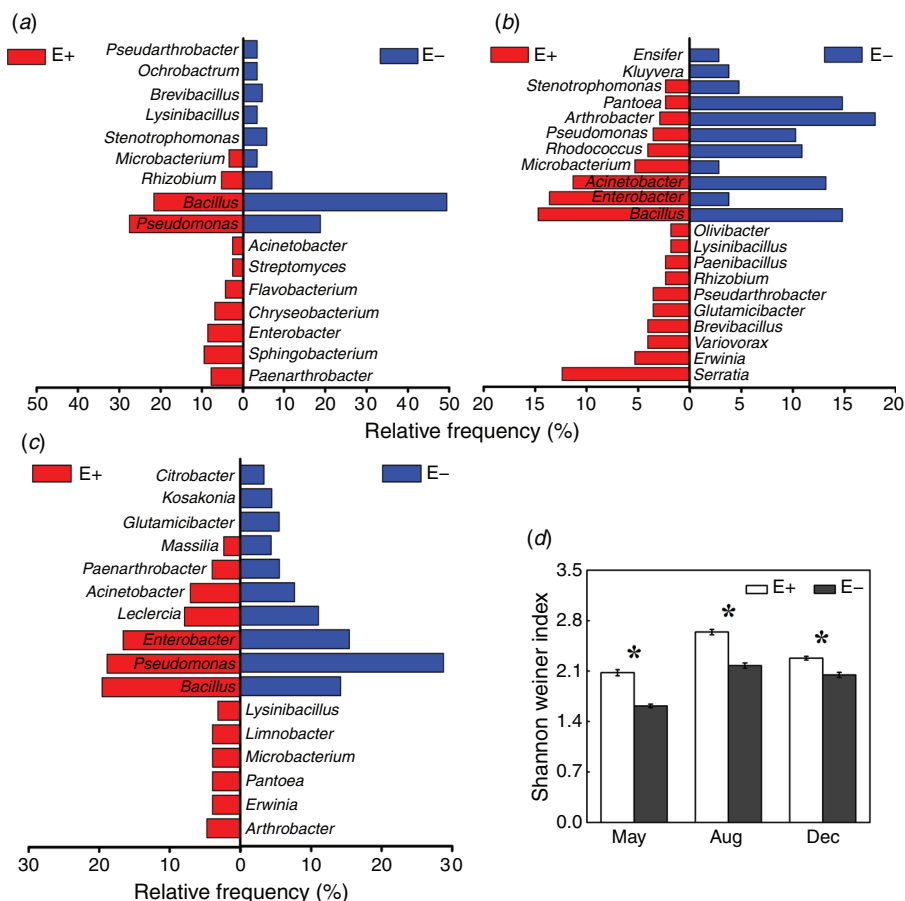 (a)
E+
E−
Pseudarthrobacter
Ochrobactrum
Brevibacillus
Lysinibacillus
Stenotrophomonas
Microbacterium
Rhizobium
Bacillus
Pseudomonas
Acinetobacter
Streptomyces
Flavobacterium
Chryseobacterium
Enterobacter
Sphingobacterium
Paenarthrobacter
50 40 30 20 10 0 10 20 30 40 50
(b)
E+
E−
Ensifer
Kluyvera
Stenotrophomonas
Pantoea
Arthrobacter
Pseudomonas
Rhodococcus
Microbacterium
Acinetobacter
Enterobacter
Bacillus
Olivibacter
Lysinibacillus
Paenibacillus
Rhizobium
Pseudarthrobacter
Glutamicibacter
Brevibacillus
Variovorax
Erwinia
Serratia
20 15 10 5 0 5 10 15 20
Relative frequency (%)
(c)
E+
E−
Citrobacter
Kosakonia
Glutamicibacter
Massilia
Paenarthrobacter
Acinetobacter
Leclercia
Enterobacter
Pseudomonas
Bacillus
Lysinibacillus
Limnobacter
Microbacterium
Pantoea
Erwinia
Arthrobacter
30 20 10 0 10 20 30
Relative frequency (%)
(d)
Shannon weiner index
3.5
2.8
2.1
1.4
0.7
0.0
E+ E−
*
*
*
May Aug Dec